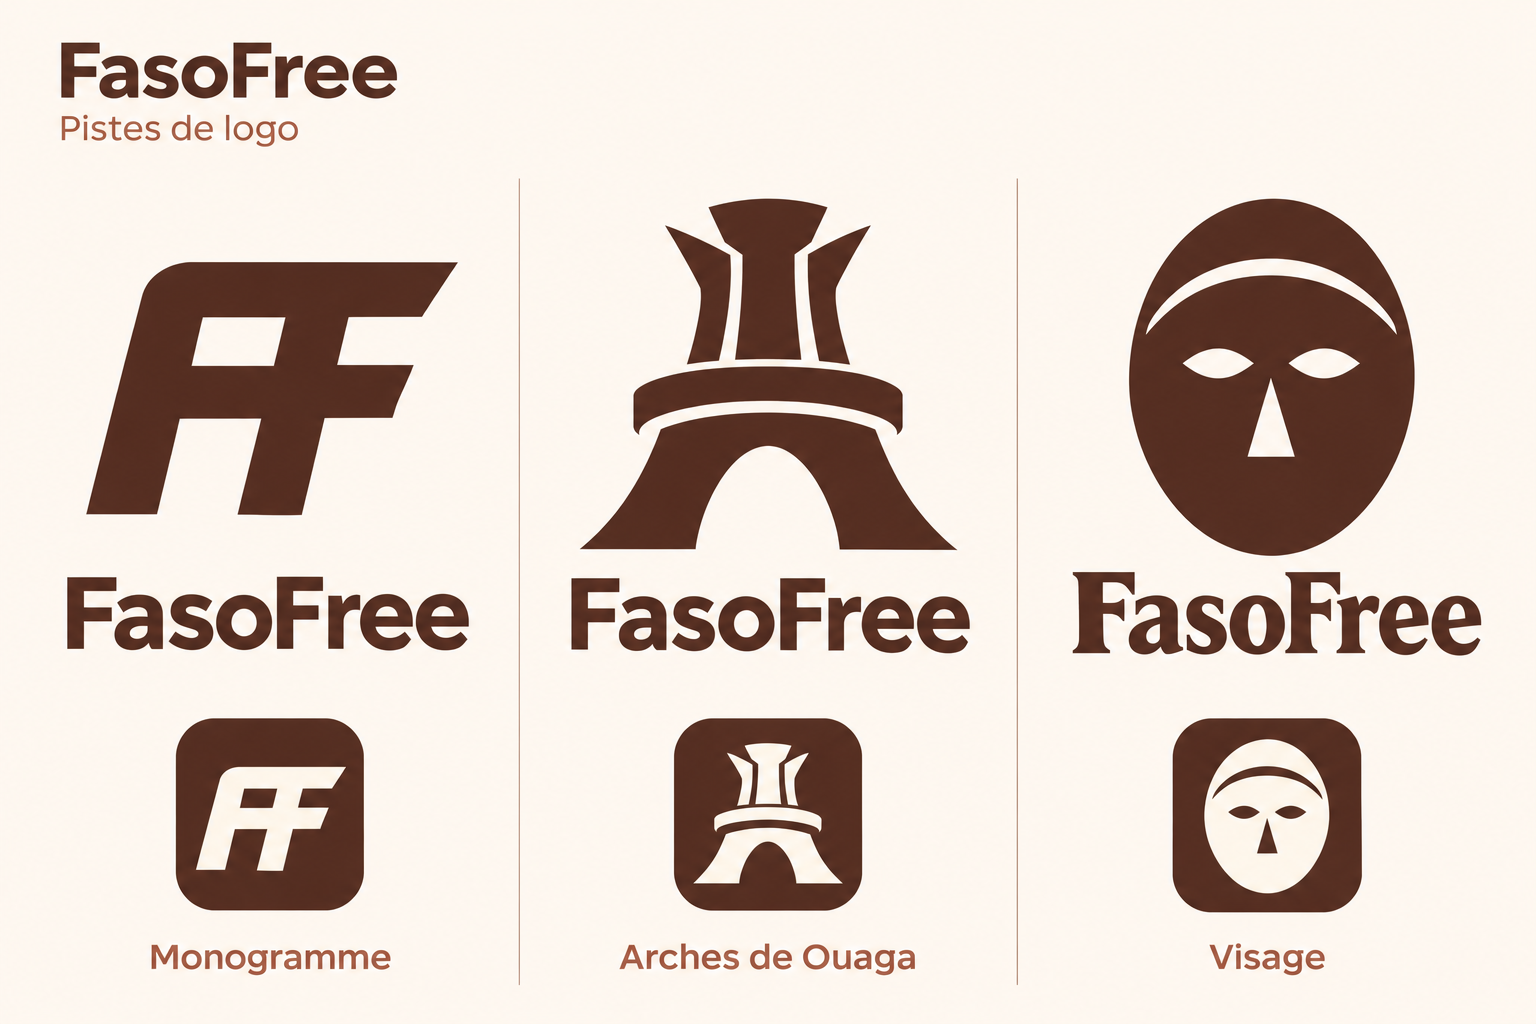 FasoFree
Pistes de logo
FasoFree
FasoFree
FasoFree
Monogramme
Arches de Ouaga
Visage